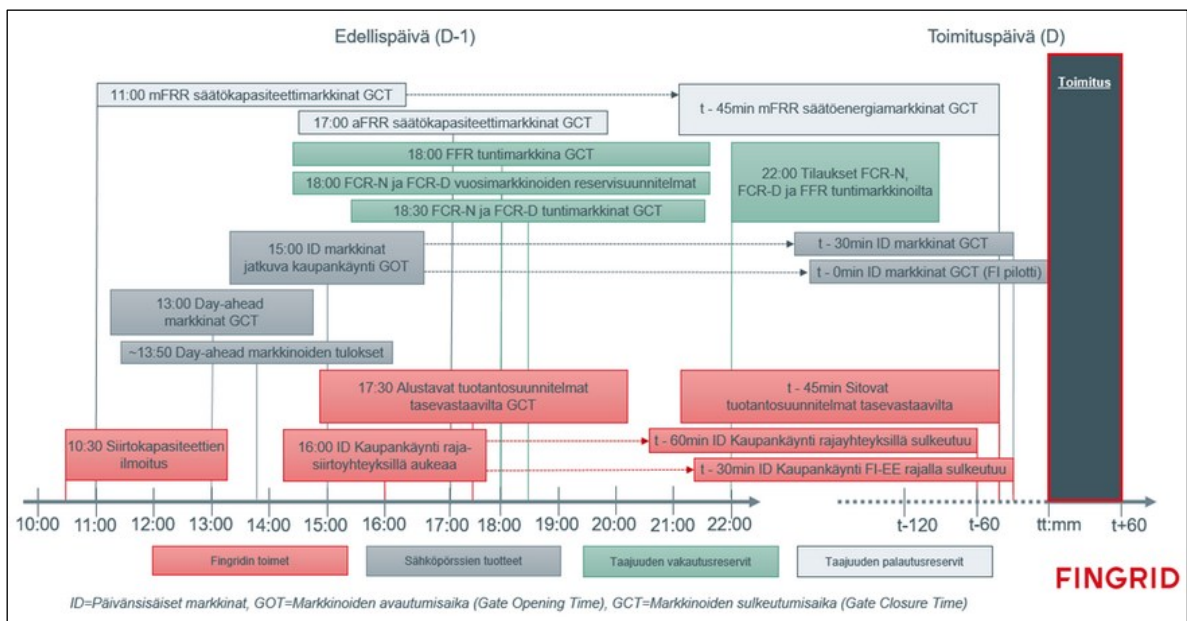 Edellispäivä (D-1)
Toimituspäivä (D)
Toimitus
11:00 mFRR säätökapasiteettimarkkinat GCT
t - 45min mFRR säätöenergiamarkkinat GCT
17:00 aFRR säätökapasiteettimarkkinat GCT
18:00 FFR tuntimarkkina GCT
18:00 FCR-N ja FCR-D vuosimarkkinoiden reservisuunnitelmat
18:30 FCR-N ja FCR-D tuntimarkkinat GCT
22:00 Tilaukset FCR-N,
FCR-D ja FFR tuntimarkkinoilta
15:00 ID markkinat
jatkuva kaupankäynti GOT
t - 30min ID markkinat GCT
t - 0min ID markkinat GCT (FI pilotti)
13:00 Day-ahead
markkinat GCT
~13:50 Day-ahead markkinoiden tulokset
17:30 Alustavat tuotantosuunnitelmat
tasevastaavilta GCT
t - 45min Sitovat
tuotantosuunnitelmat tasevastaavilta
10:30 Siirtokapasiteettien
ilmoitus
16:00 ID Kaupankäynti raja-
siirtoyhteyksillä aukeaa
t - 60min ID Kaupankäynti rajayhteyksillä sulkeutuu
t - 30min ID Kaupankäynti FI-EE rajalla sulkeutuu
10:00 11:00 12:00 13:00 14:00 15:00 16:00 17:00 18:00 19:00 20:00 22:00 t-120 t-60 tt:mm t+60
Fingridin toimet
Sähköpörssien tuotteet
Taajuuden vakautusreservit
Taajuuden palautusreservit
FINGRID
ID=Päivänsisäiset markkinat, GOT=Markkinoiden avautumisaika (Gate Opening Time), GCT=Markkinoiden sulkeutumisaika (Gate Closure Time)